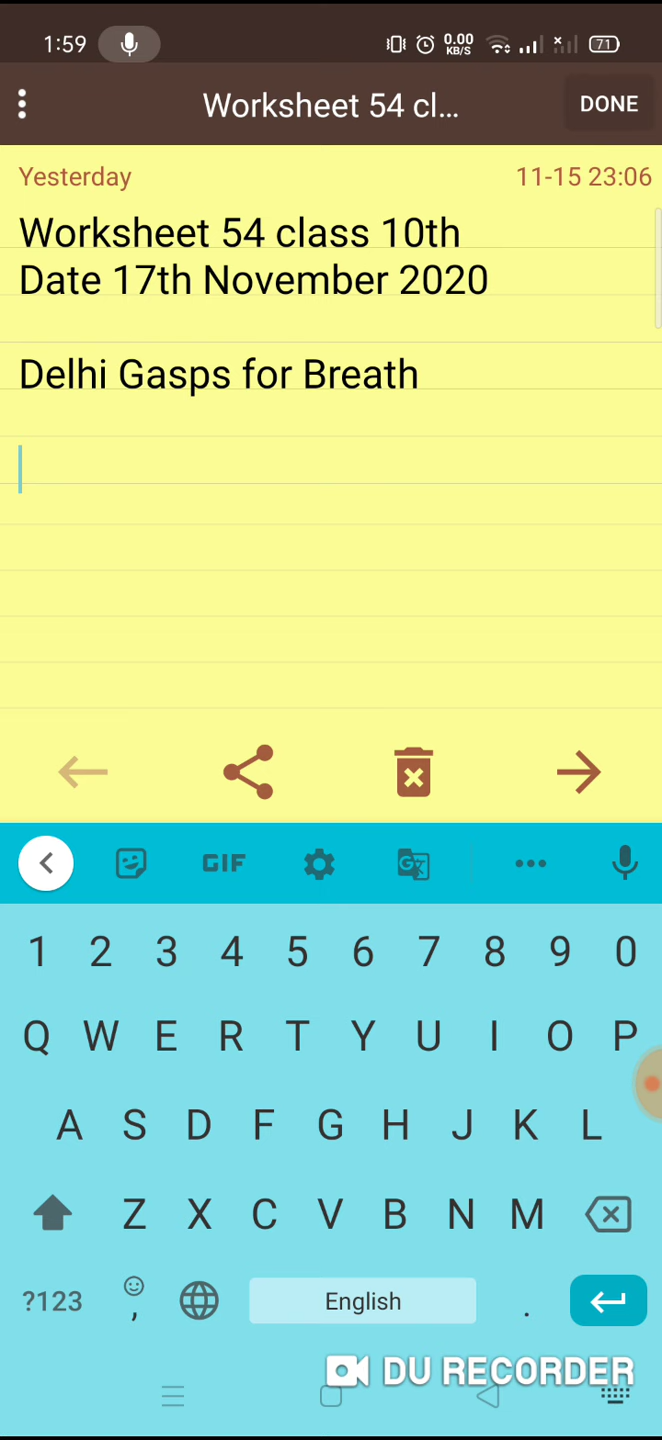 1:59 0.00 KB/S 71
Worksheet 54 cl... DONE
Yesterday 11-15 23:06
Worksheet 54 class 10th
Date 17th November 2020
Delhi Gasps for Breath
GIF G
1 2 3 4 5 6 7 8 9 0
Q W E R T Y U I O P
A S D F G H J K L
Z X C V B N M
?123 , English .
DU RECORDER